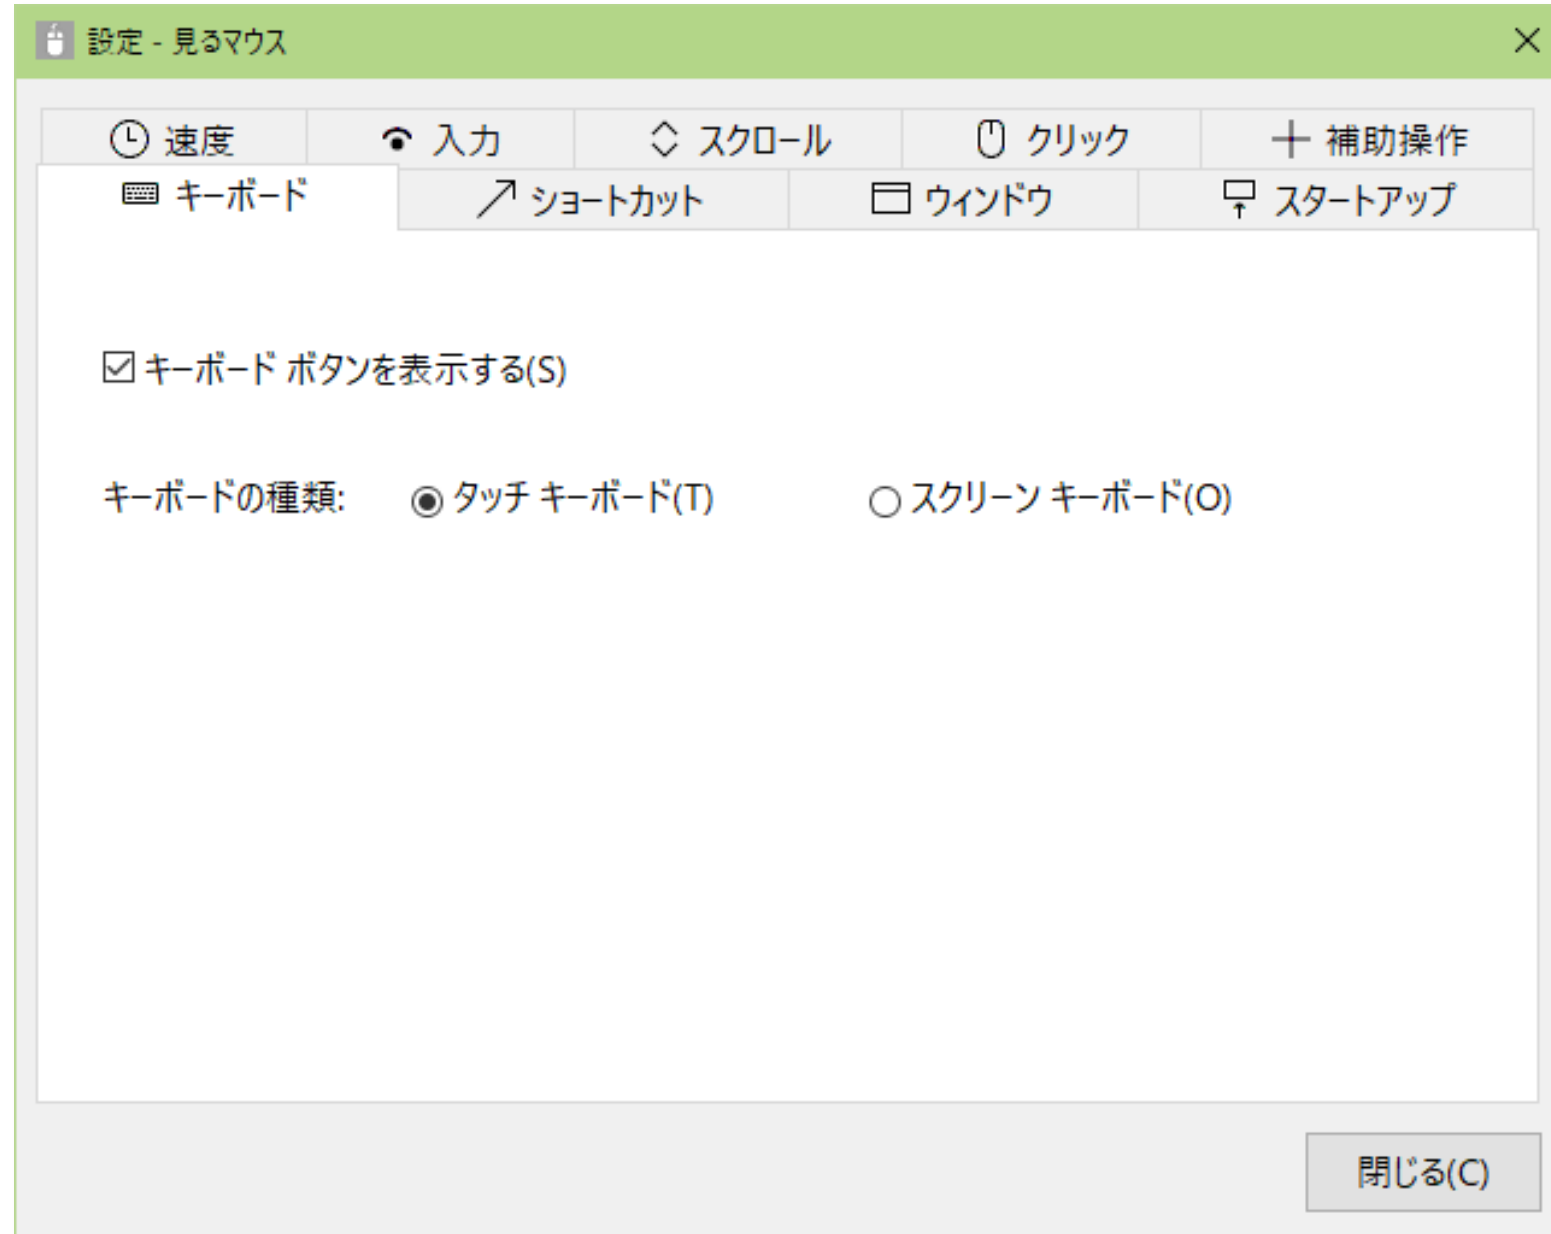 設定 - 見るマウス
速度 入力 スクロール クリック 補助操作
キーボード ショートカット ウィンドウ スタートアップ
キーボード ボタンを表示する(S)
キーボードの種類: タッチ キーボード(T) スクリーン キーボード(O)
閉じる(C)